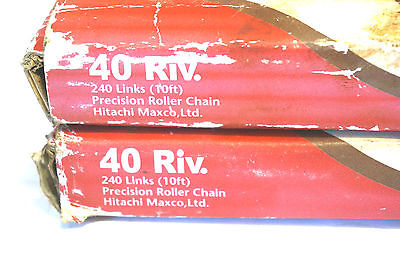 40 Riv.
240 Links (10ft)
Precision Roller Chain
Hitachi Maxco,Ltd.
40 Riv.
240 Links (10ft)
Precision Roller Chain
Hitachi Maxco,Ltd.